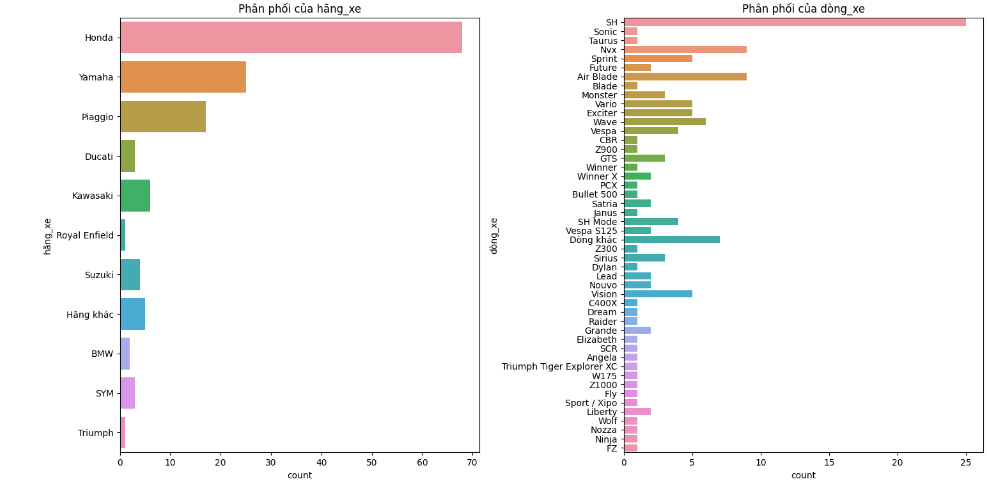 Phân phối của hãng_xe
Honda
Yamaha
Piaggio
Ducati
Kawasaki
Royal Enfield
Suzuki
Hãng khác
BMW
SYM
Triumph
hãng_xe
0 10 20 30 40 50 60 70
count
Phân phối của dòng_xe
SH
Sonic
Taurus
Nvx
Sprint
Future
Air Blade
Blade
Monster
Vario
Exciter
Wave
Vespa
CBR
Z900
GTS
Winner
Winner X
PCX
Bullet 500
Satria
Janus
SH Mode
Vespa S125
Dòng khác
Z300
Sirius
Dylan
Lead
Nouvo
Vision
C400X
Dream
Raider
Grande
Elizabeth
SCR
Angela
Triumph Tiger Explorer XC
W175
Z1000
Fly
Sport / Xipo
Liberty
Wolf
Nozza
Ninja
FZ
dòng_xe
0 5 10 15 20 25
count